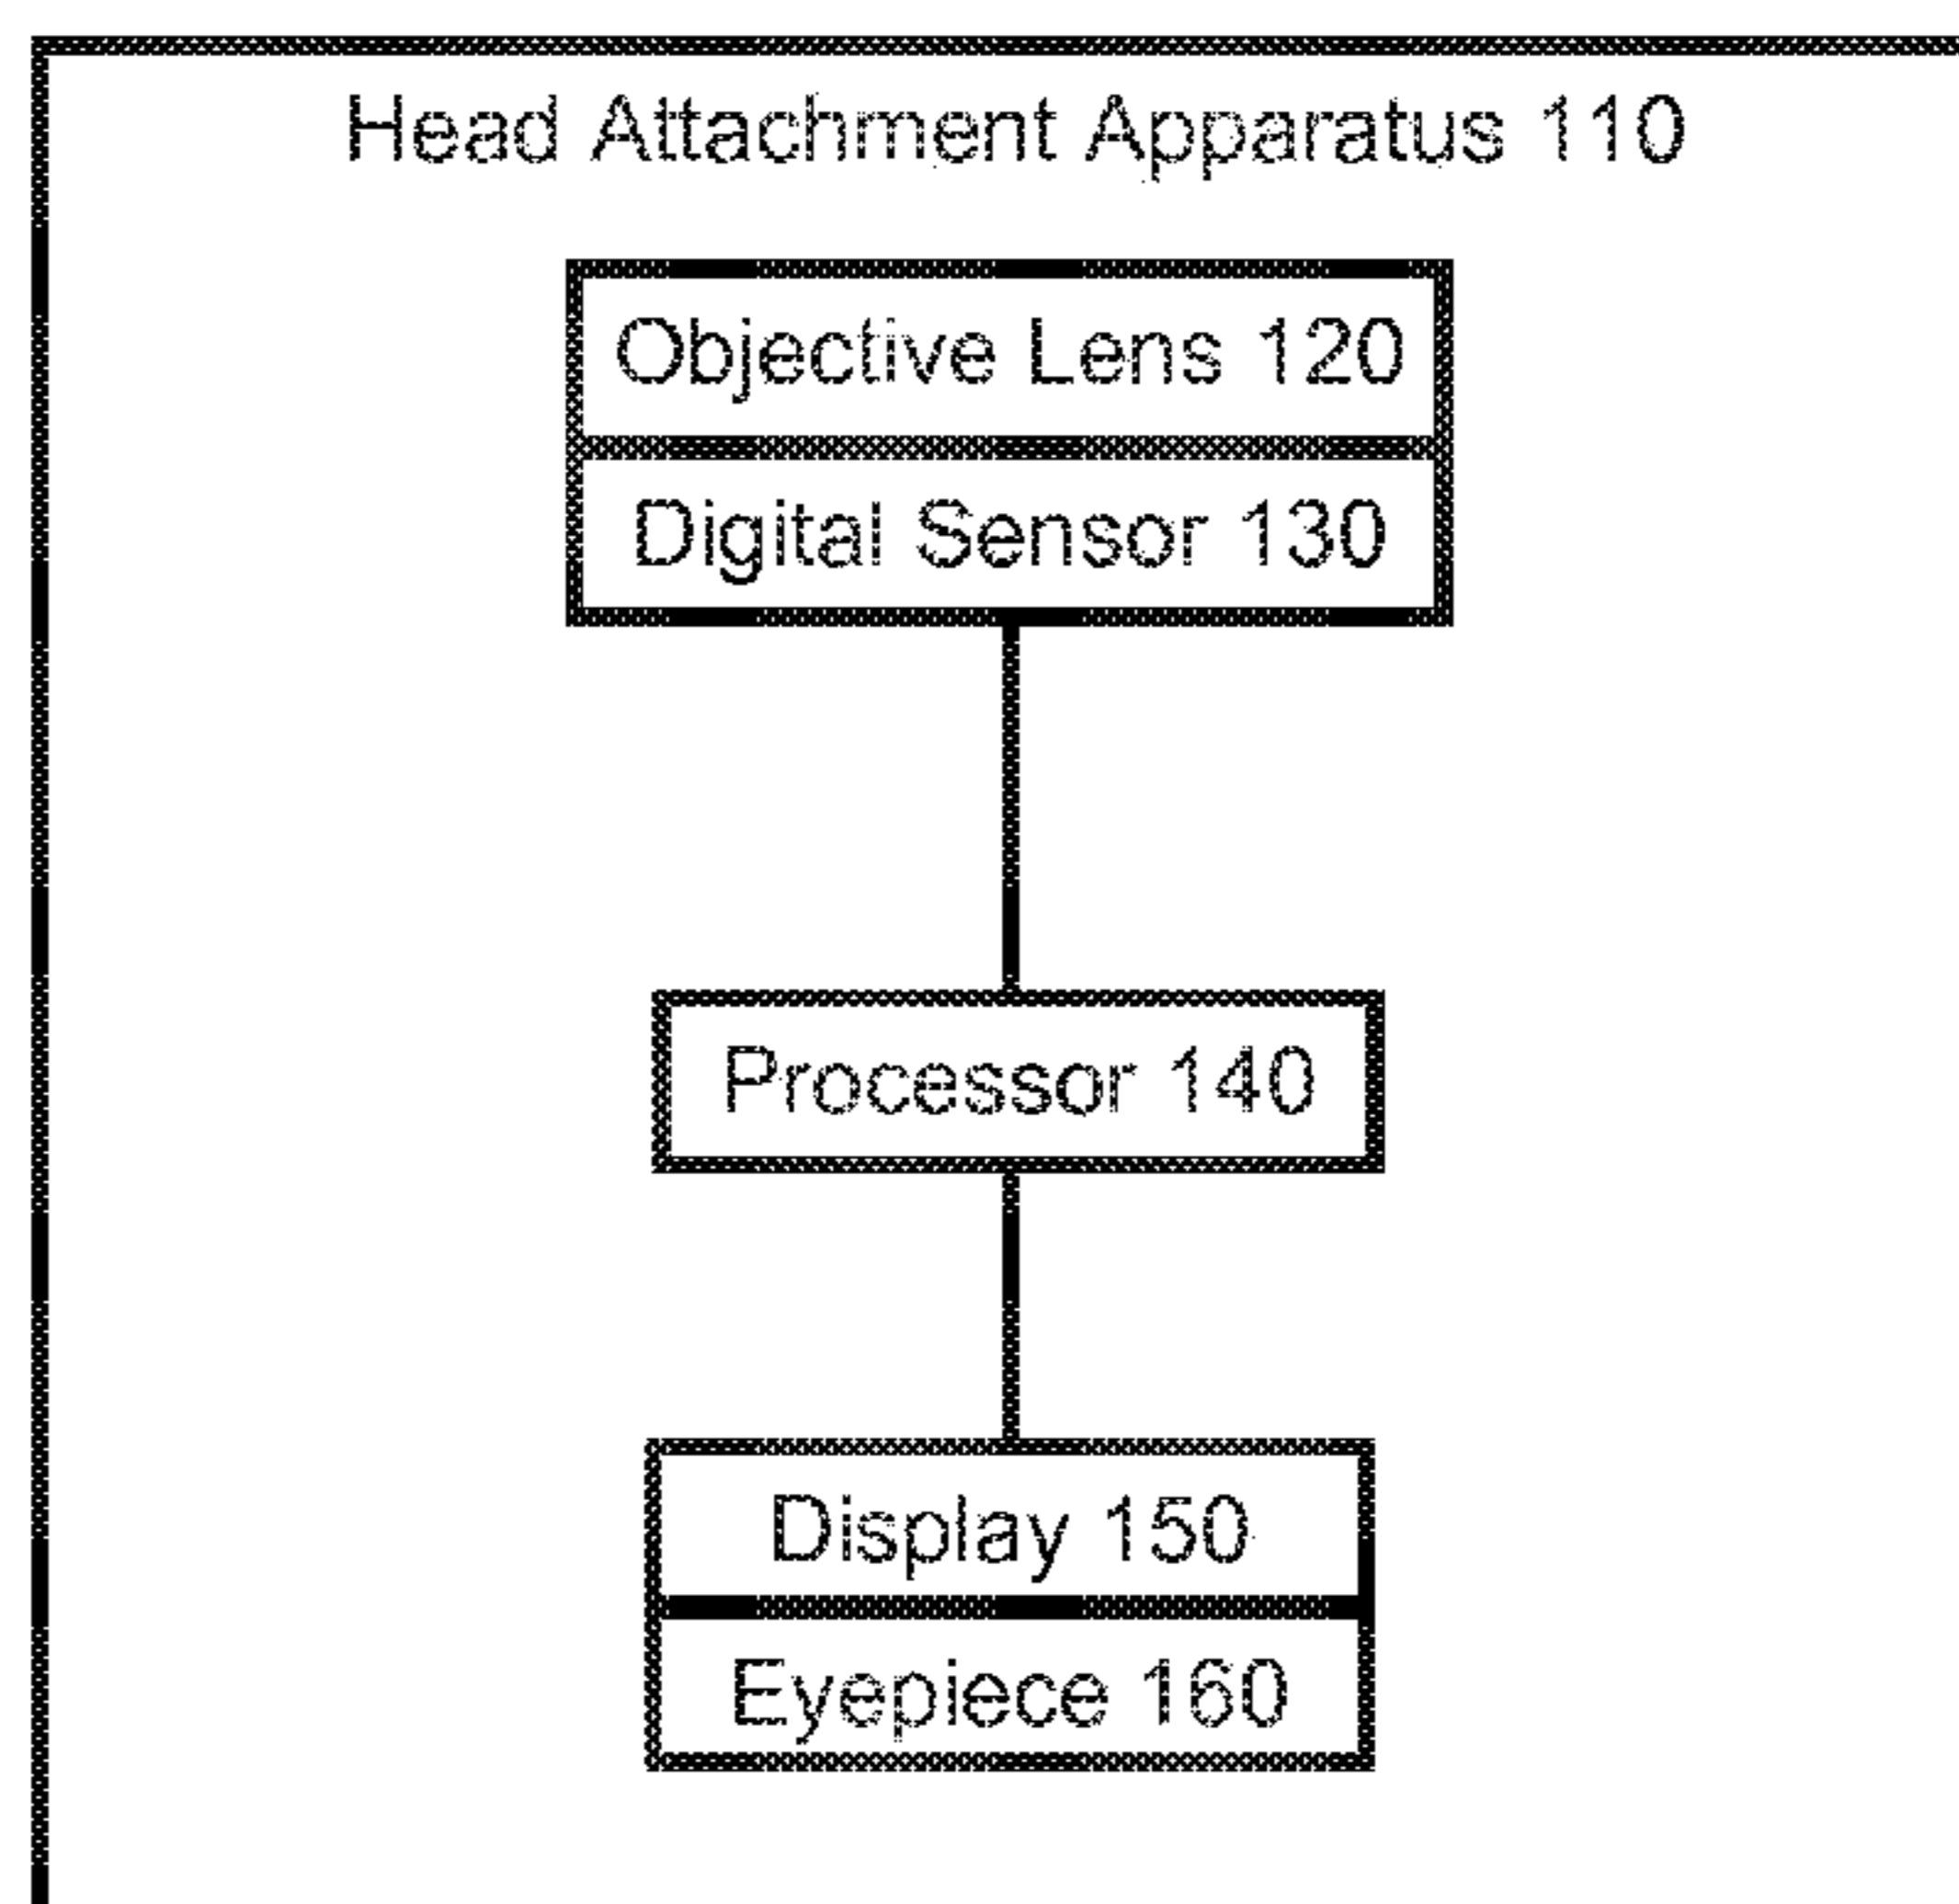 Head Attachment Apparatus 110
Objective Lens 120
Digital Sensor 130
Processor 140
Display 150
Eyepiece 160